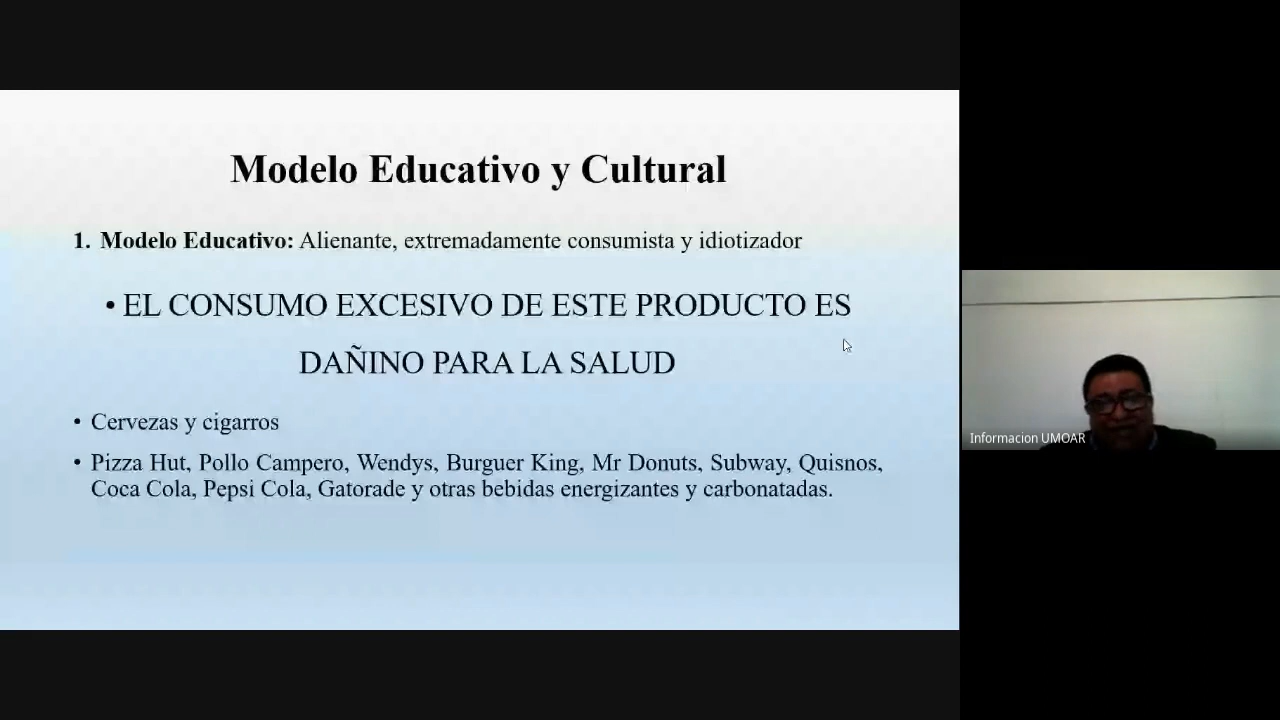 Modelo Educativo y Cultural
1. Modelo Educativo: Alienante, extremadamente consumista y idiotizador
• EL CONSUMO EXCESIVO DE ESTE PRODUCTO ES
DAÑINO PARA LA SALUD
• Cervezas y cigarros
• Pizza Hut, Pollo Campero, Wendys, Burguer King, Mr Donuts, Subway, Quisnos,
Coca Cola, Pepsi Cola, Gatorade y otras bebidas energizantes y carbonatadas.
Informacion UMOAR